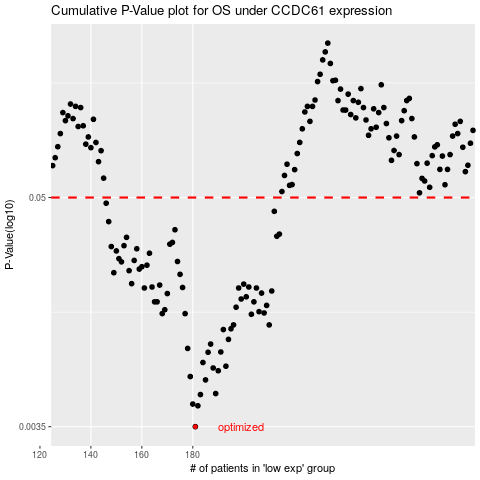 Cumulative P-Value plot for OS under CCDC61 expression
P-Value(log10)
0.05
0.0035
optimized
120 140 160 180
# of patients in 'low exp' group